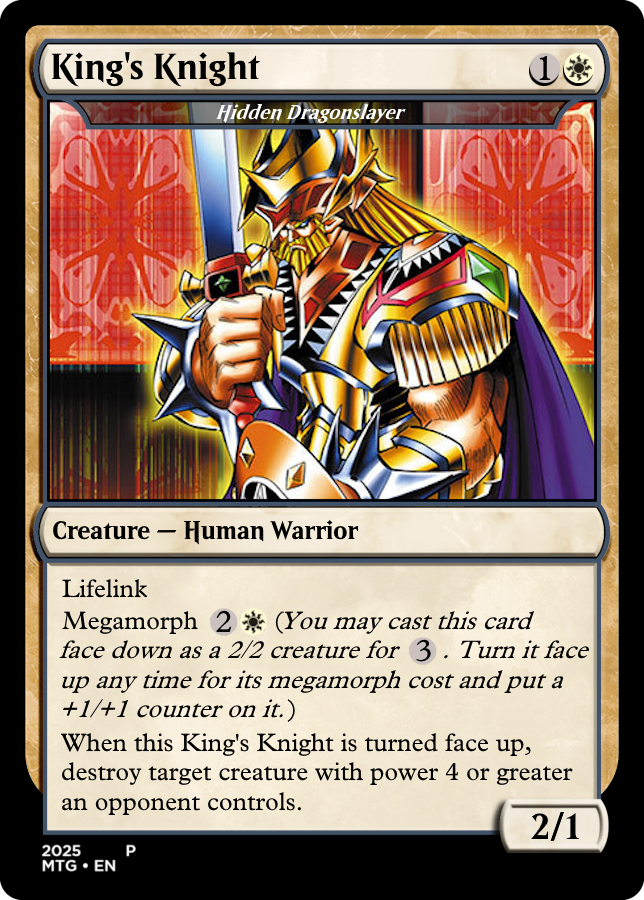 King's Knight 1
Hidden Dragonslayer
Creature — Human Warrior
Lifelink
Megamorph 2 (You may cast this card
face down as a 2/2 creature for 3 . Turn it face
up any time for its megamorph cost and put a
+1/+1 counter on it.)
When this King's Knight is turned face up,
destroy target creature with power 4 or greater
an opponent controls.
2/1
2025 P
MTG • EN